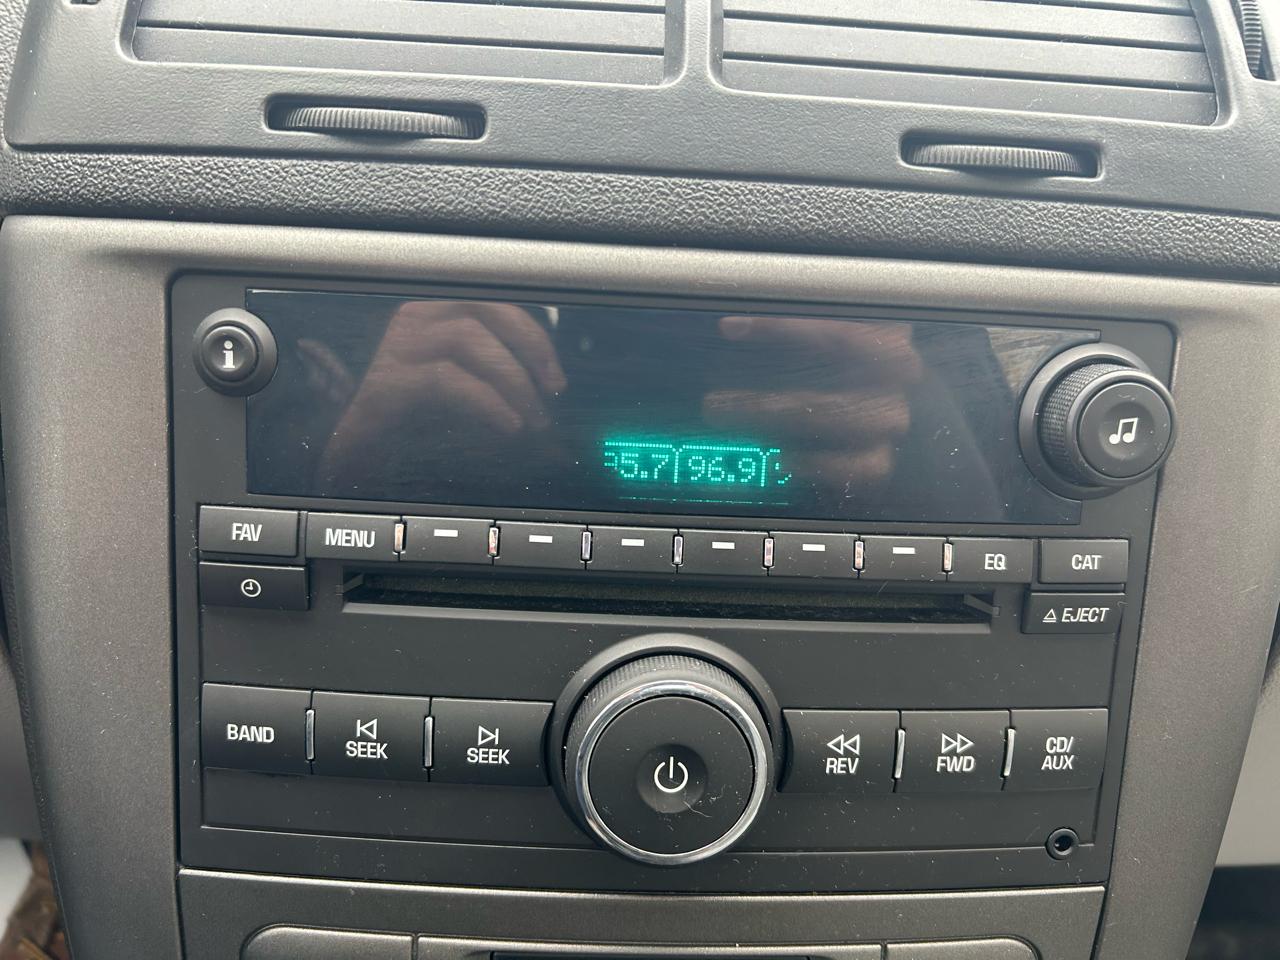 i
5.7 96.9
FAV MENU EQ CAT
EJECT
BAND SEEK SEEK REV FWD CD/
AUX